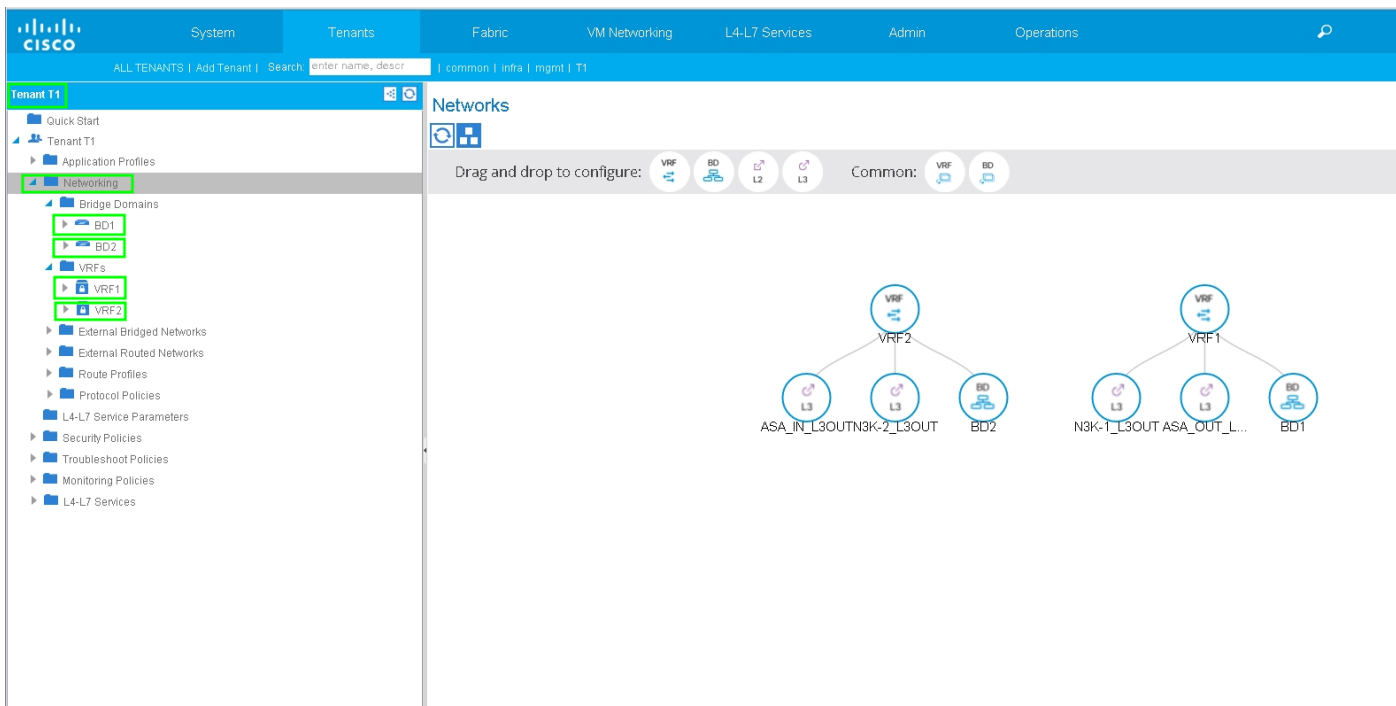 CISCO
System Tenants Fabric VM Networking L4-L7 Services Admin Operations
ALL TENANTS | Add Tenant | Search: enter name, descr | common | infra | mgmt | T1
Tenant T1
Quick Start
Tenant T1
Application Profiles
Networking
Bridge Domains
BD1
BD2
VRFs
VRF1
VRF2
External Bridged Networks
External Routed Networks
Route Profiles
Protocol Policies
L4-L7 Service Parameters
Security Policies
Troubleshoot Policies
Monitoring Policies
L4-L7 Services
Networks
Drag and drop to configure: VRF BD L2 L3 Common: VRF BD
VRF VRF
VRF2 VRF1
L3 L3 BD L3 L3 BD
ASA_IN_L3OUT N3K-2_L3OUT BD2 N3K-1_L3OUT ASA_OUT_L... BD1